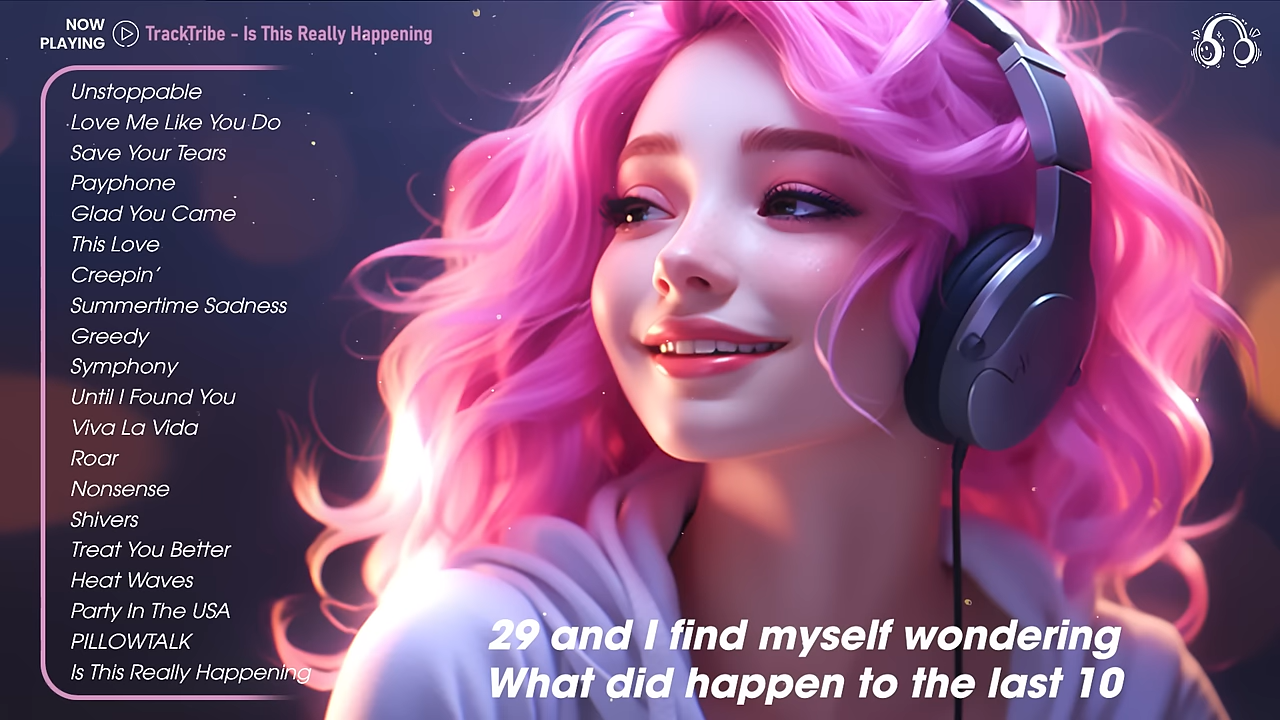 NOW
PLAYING
TrackTribe - Is This Really Happening
Unstoppable
Love Me Like You Do
Save Your Tears
Payphone
Glad You Came
This Love
Creepin'
Summertime Sadness
Greedy
Symphony
Until I Found You
Viva La Vida
Roar
Nonsense
Shivers
Treat You Better
Heat Waves
Party In The USA
PILLOWTALK
Is This Really Happening
29 and I find myself wondering
What did happen to the last 10